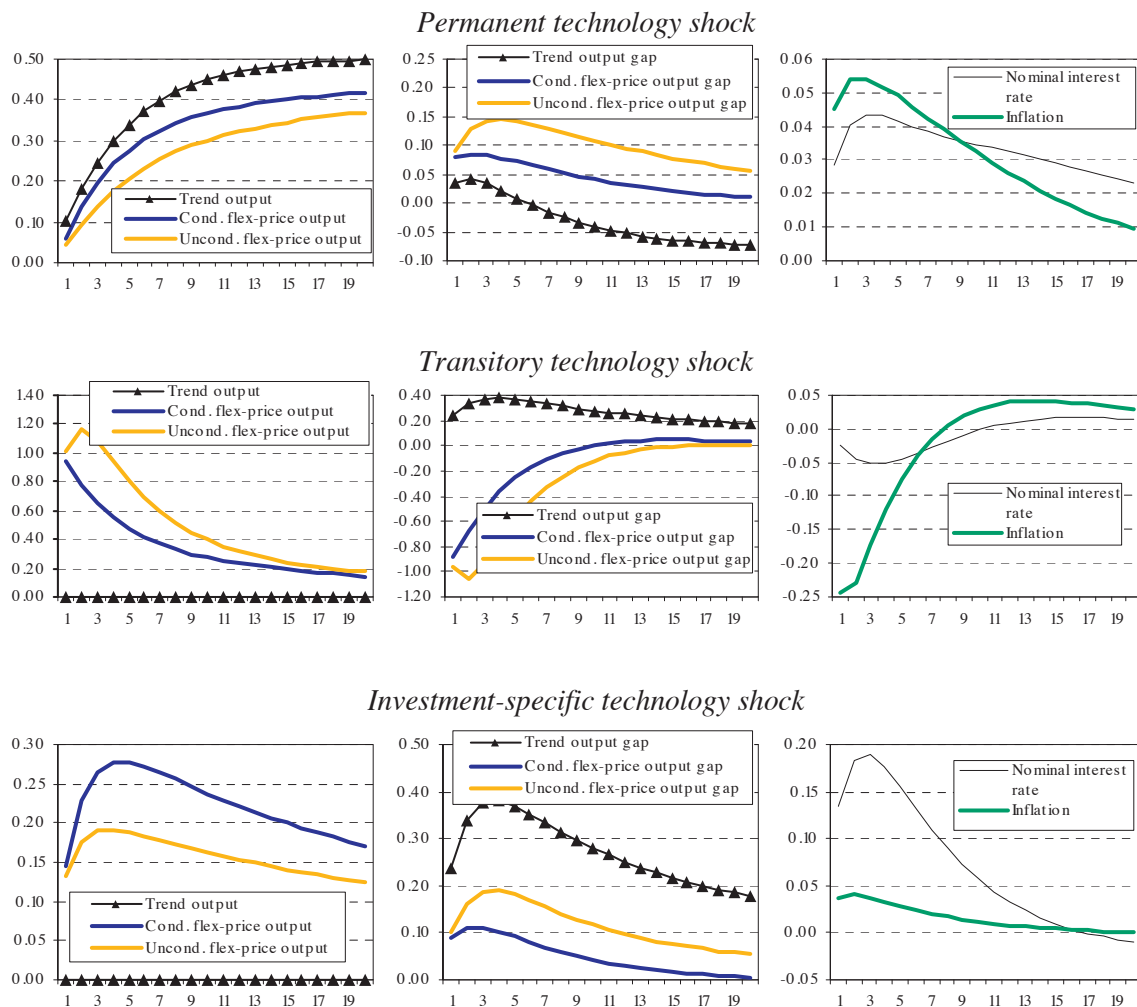 Permanent technology shock
0.50
0.40
0.30
0.20
0.10
0.00
Trend output
Cond. flex-price output
Uncond. flex-price output
1 3 5 7 9 11 13 15 17 19
0.25
0.20
0.15
0.10
0.05
0.00
-0.05
-0.10
Trend output gap
Cond. flex-price output gap
Uncond. flex-price output gap
1 3 5 7 9 11 13 15 17 19
0.06
0.05
0.04
0.03
0.02
0.01
0.00
Nominal interest
rate
Inflation
1 3 5 7 9 11 13 15 17 19
Transitory technology shock
1.40
1.20
1.00
0.80
0.60
0.40
0.20
0.00
Trend output
Cond. flex-price output
Uncond. flex-price output
1 3 5 7 9 11 13 15 17 19
0.40
0.20
0.00
-0.20
-0.40
-0.60
-0.80
-1.00
-1.20
Trend output gap
Cond. flex-price output gap
Uncond. flex-price output gap
1 3 5 7 9 11 13 15 17 19
0.05
0.00
-0.05
-0.10
-0.15
-0.20
-0.25
Nominal interest
rate
Inflation
1 3 5 7 9 11 13 15 17 19
Investment-specific technology shock
0.30
0.25
0.20
0.15
0.10
0.05
0.00
Trend output
Cond. flex-price output
Uncond. flex-price output
1 3 5 7 9 11 13 15 17 19
0.50
0.40
0.30
0.20
0.10
0.00
Trend output gap
Cond. flex-price output gap
Uncond. flex-price output gap
1 3 5 7 9 11 13 15 17 19
0.20
0.15
0.10
0.05
0.00
-0.05
Nominal interest
rate
Inflation
1 3 5 7 9 11 13 15 17 19